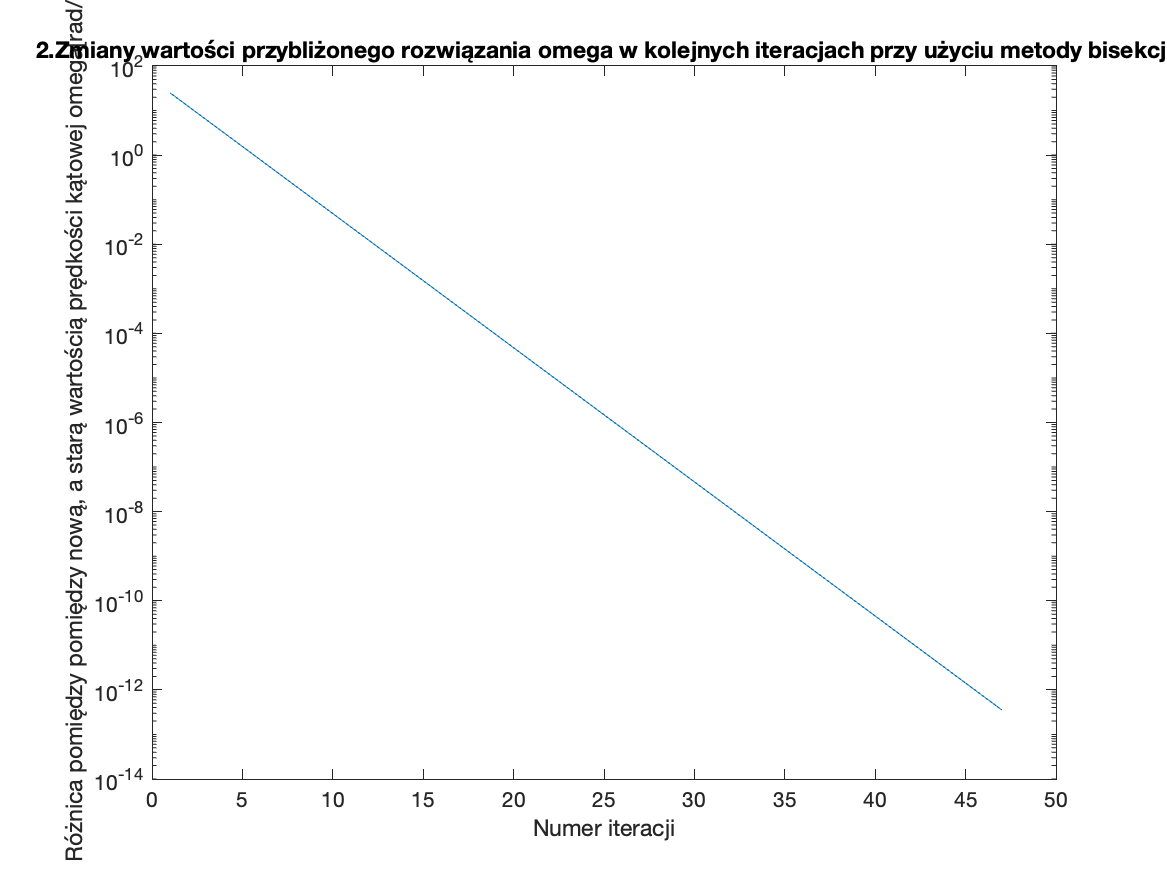 2.Zmiany wartości przybliżonego rozwiązania omega w kolejnych iteracjach przy użyciu metody bisekcj
Różnica pomiędzy pomiędzy nową, a starą wartością prędkości kątowej omega rad/
10^2
10^0
10^-2
10^-4
10^-6
10^-8
10^-10
10^-12
10^-14
0 5 10 15 20 25 30 35 40 45 50
Numer iteracji